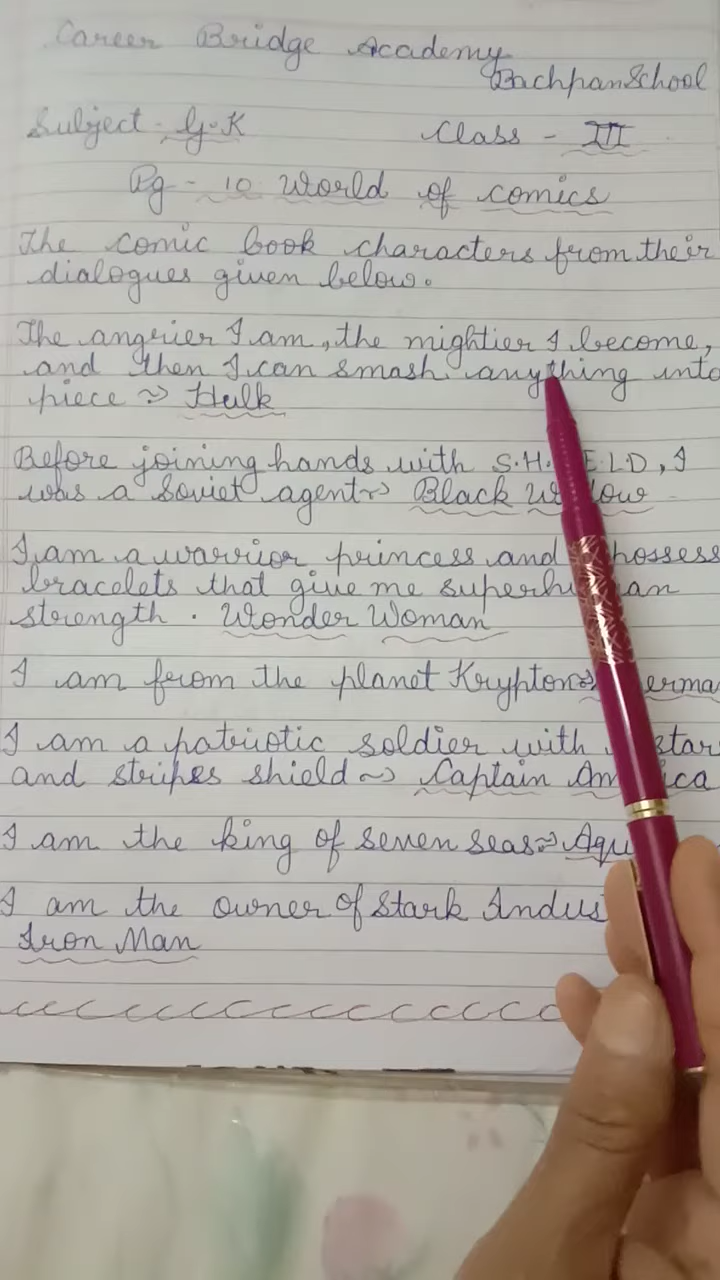 Career Bridge Academy
Bachpan School
Subject - G.K Class - III
Pg - 10 World of comics
The comic book characters from their
dialogues given below.
The angrier I am, the mightier I become,
and then I can smash anything into
piece ~> Hulk
Before joining hands with S.H. E.L.D, I
was a Soviet agent ~> Black
I am a warrior princess and possess
bracelets that give me
strength. Wonder Woman
I am from the planet Krypton ~>
I am a patriotic soldier with star
and stripes shield ~> Captain
I am the king of seven seas ~>
I am the owner of Stark
Iron Man